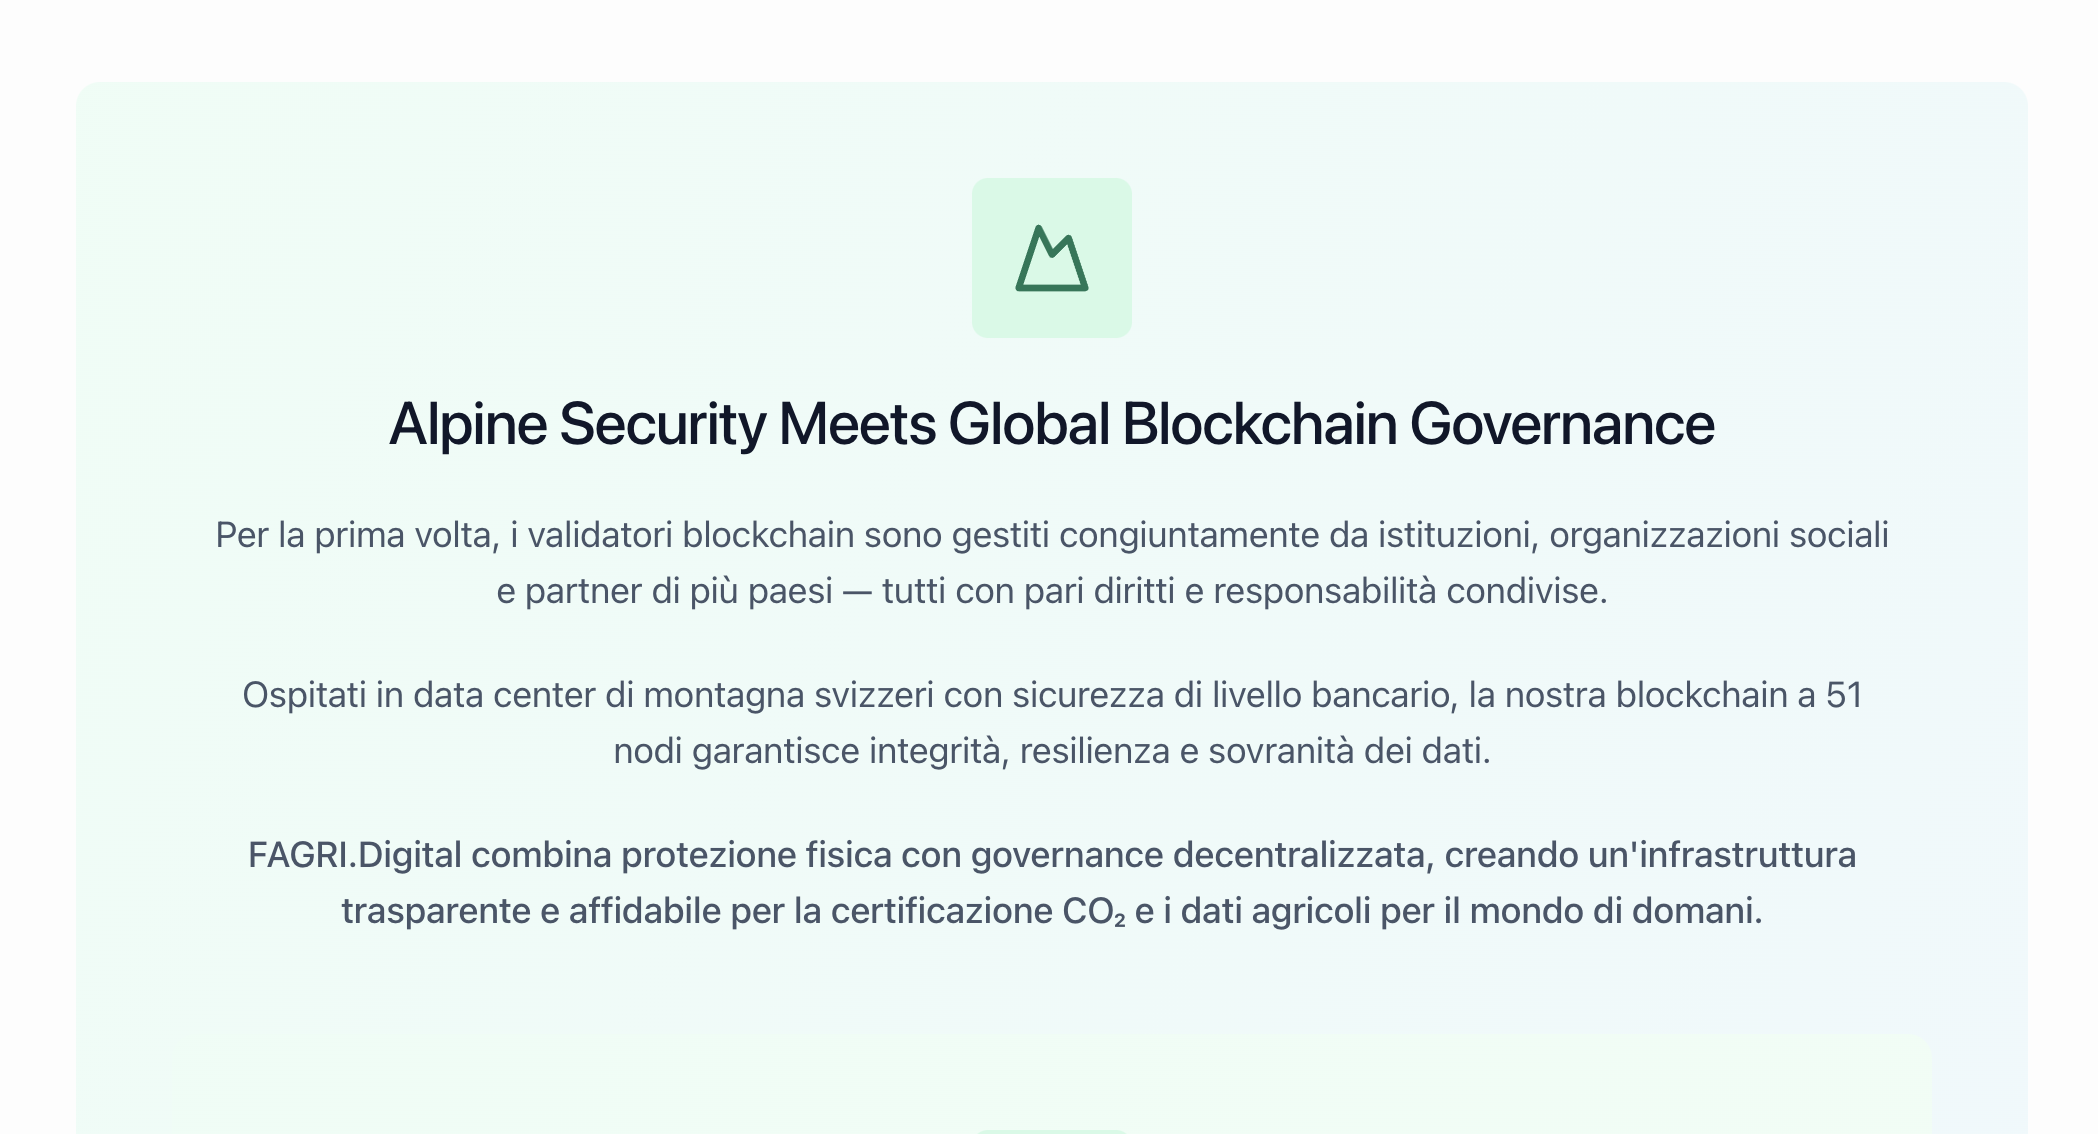 Alpine Security Meets Global Blockchain Governance
Per la prima volta, i validatori blockchain sono gestiti congiuntamente da istituzioni, organizzazioni sociali
e partner di più paesi — tutti con pari diritti e responsabilità condivise.
Ospitati in data center di montagna svizzeri con sicurezza di livello bancario, la nostra blockchain a 51
nodi garantisce integrità, resilienza e sovranità dei dati.
FAGRI.Digital combina protezione fisica con governance decentralizzata, creando un'infrastruttura
trasparente e affidabile per la certificazione CO₂ e i dati agricoli per il mondo di domani.